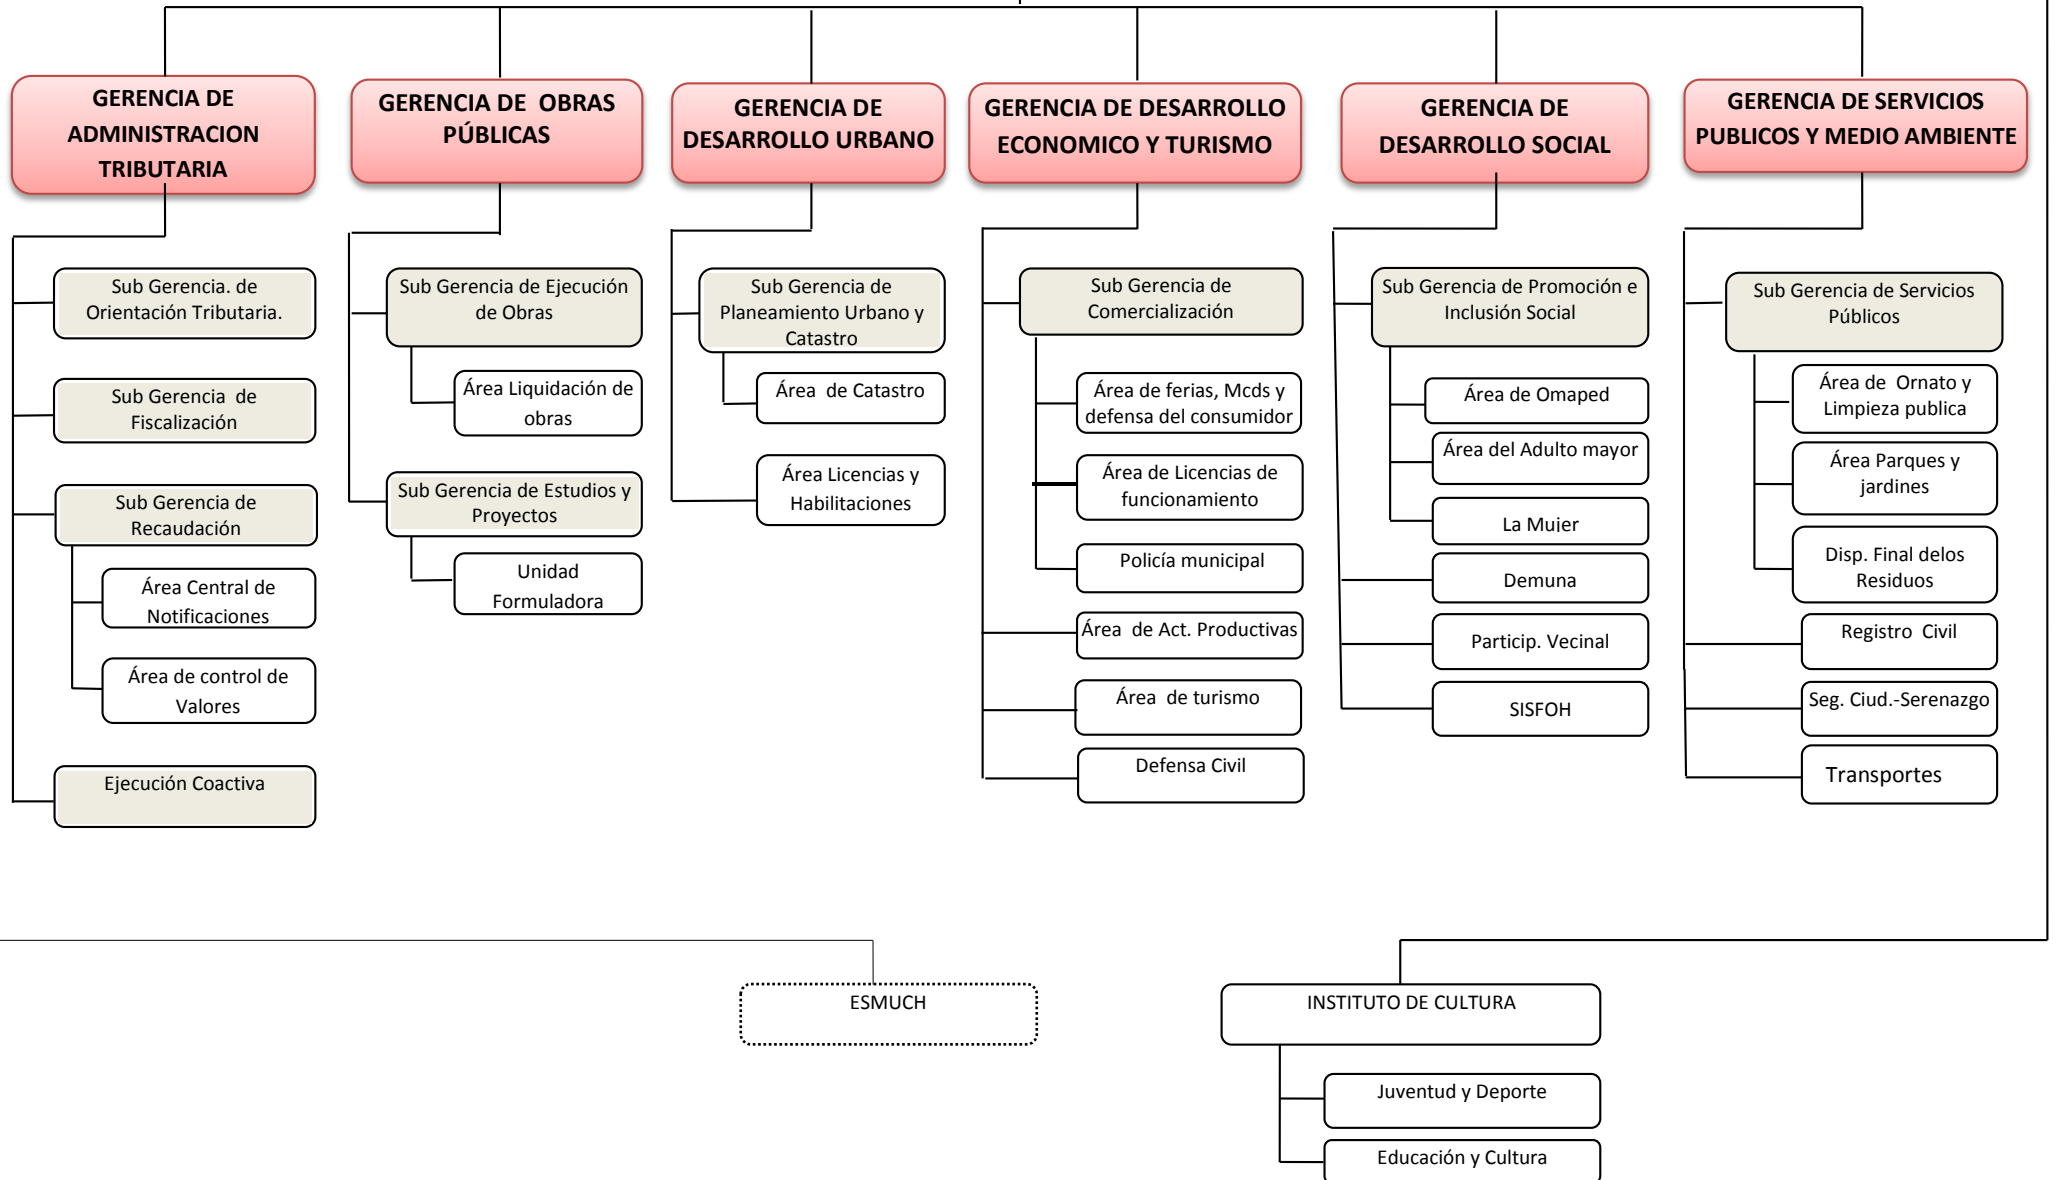 GERENCIA DE
ADMINISTRACION
TRIBUTARIA
Sub Gerencia. de
Orientación Tributaria.
Sub Gerencia  de
Fiscalización
Sub Gerencia de
Recaudación
Área Central de
Notificaciones
Área de control de
Valores
Ejecución Coactiva
GERENCIA DE  OBRAS
PÚBLICAS
Sub Gerencia de Ejecución
de Obras
Área Liquidación de
obras
Sub Gerencia de Estudios y
Proyectos
Unidad
Formuladora
GERENCIA DE
DESARROLLO URBANO
Sub Gerencia de
Planeamiento Urbano y
Catastro
Área  de Catastro
Área Licencias y
Habilitaciones
GERENCIA DE DESARROLLO
ECONOMICO Y TURISMO
Sub Gerencia de
Comercialización
Área de ferias, Mcds y
defensa del consumidor
Área de Licencias de
funcionamiento
Policía municipal
Área  de Act. Productivas
Área  de turismo
Defensa Civil
GERENCIA DE
DESARROLLO SOCIAL
Sub Gerencia de Promoción e
Inclusión Social
Área de Omaped
Área del Adulto mayor
La Mujer
Demuna
Particip. Vecinal
SISFOH
GERENCIA DE SERVICIOS
PUBLICOS Y MEDIO AMBIENTE
Sub Gerencia de Servicios
Públicos
Área de  Ornato y
Limpieza publica
Área Parques y
jardines
Disp. Final delos
Residuos
Registro  Civil
Seg. Ciud.-Serenazgo
Transportes
ESMUCH
INSTITUTO DE CULTURA
Juventud y Deporte
Educación y Cultura